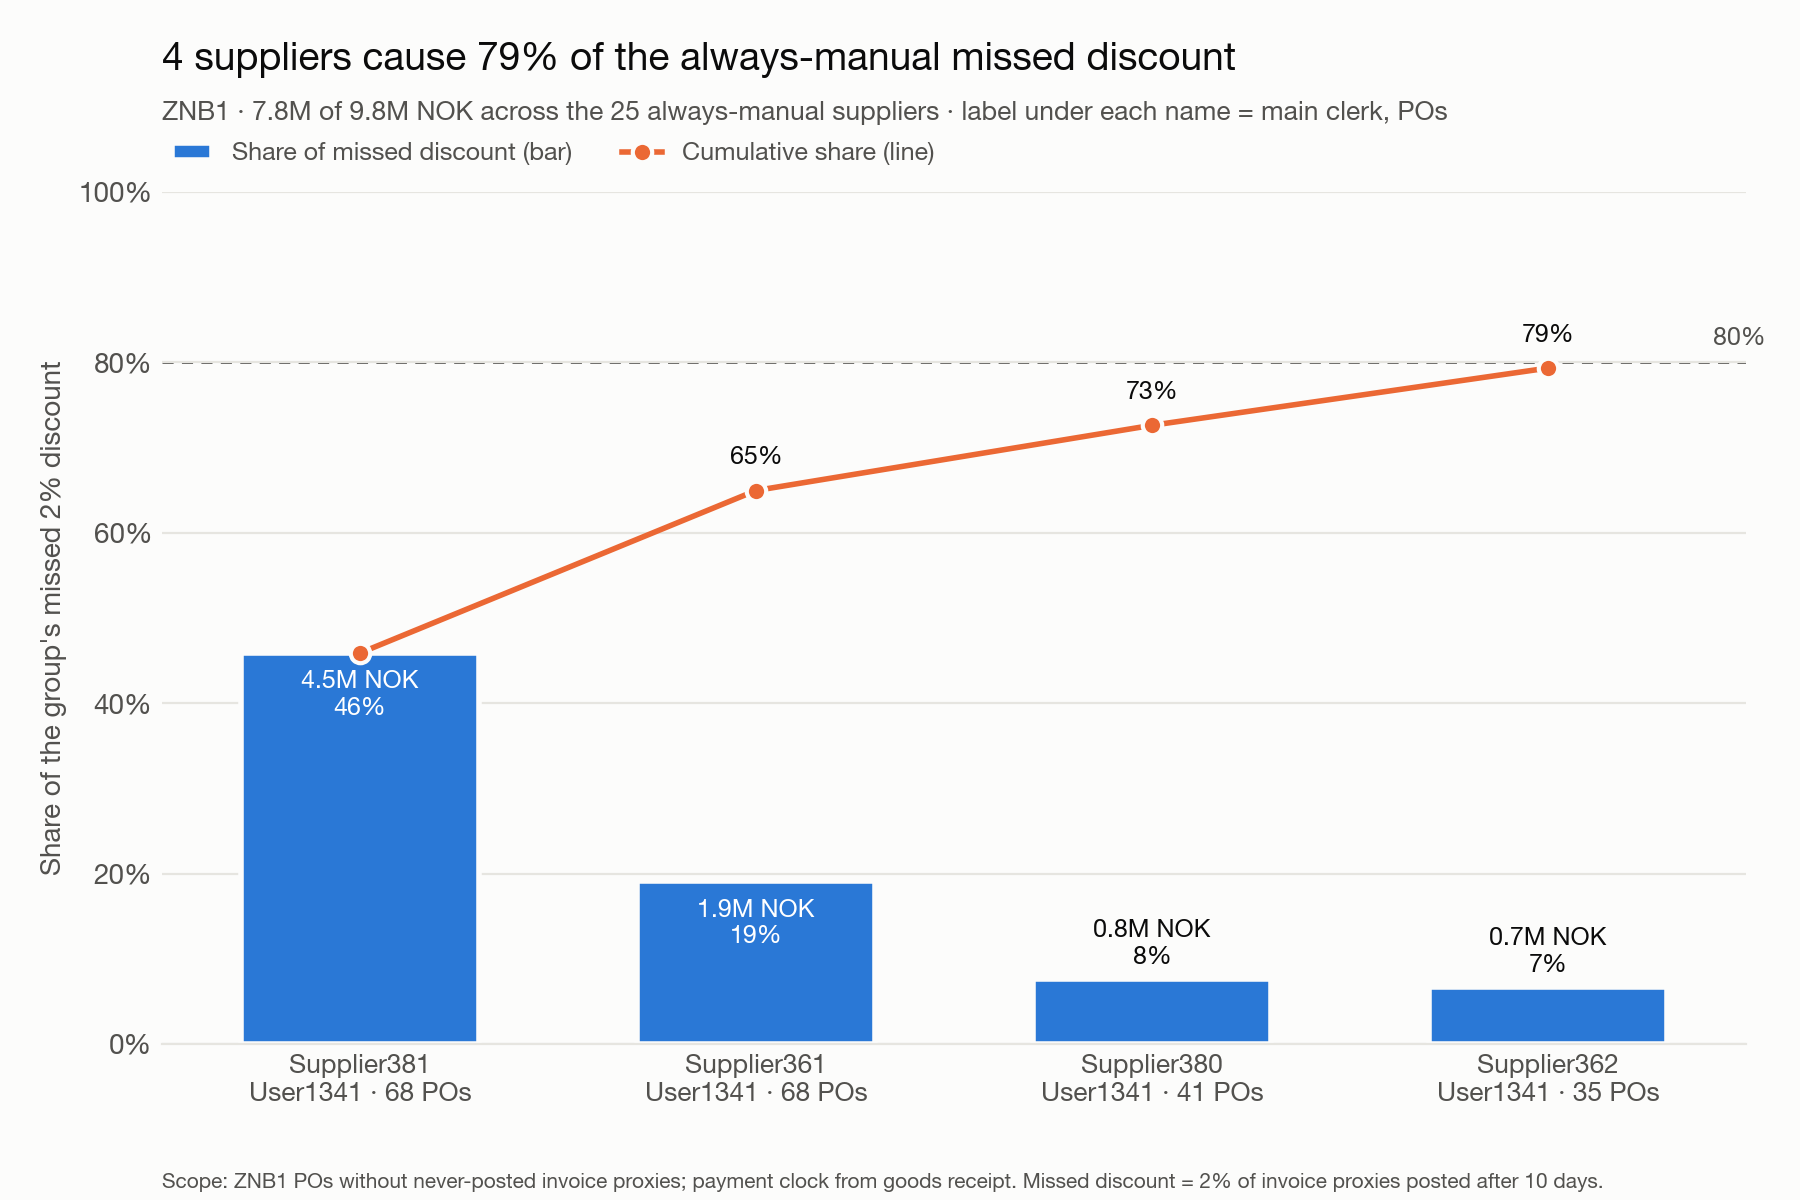 4 suppliers cause 79% of the always-manual missed discount
ZNB1 · 7.8M of 9.8M NOK across the 25 always-manual suppliers · label under each name = main clerk, POs
Share of missed discount (bar)
Cumulative share (line)
Share of the group's missed 2% discount
100%
80%
60%
40%
20%
0%
80%
65%
73%
79%
4.5M NOK
46%
1.9M NOK
19%
0.8M NOK
8%
0.7M NOK
7%
Supplier381
User1341 · 68 POs
Supplier361
User1341 · 68 POs
Supplier380
User1341 · 41 POs
Supplier362
User1341 · 35 POs
Scope: ZNB1 POs without never-posted invoice proxies; payment clock from goods receipt. Missed discount = 2% of invoice proxies posted after 10 days.